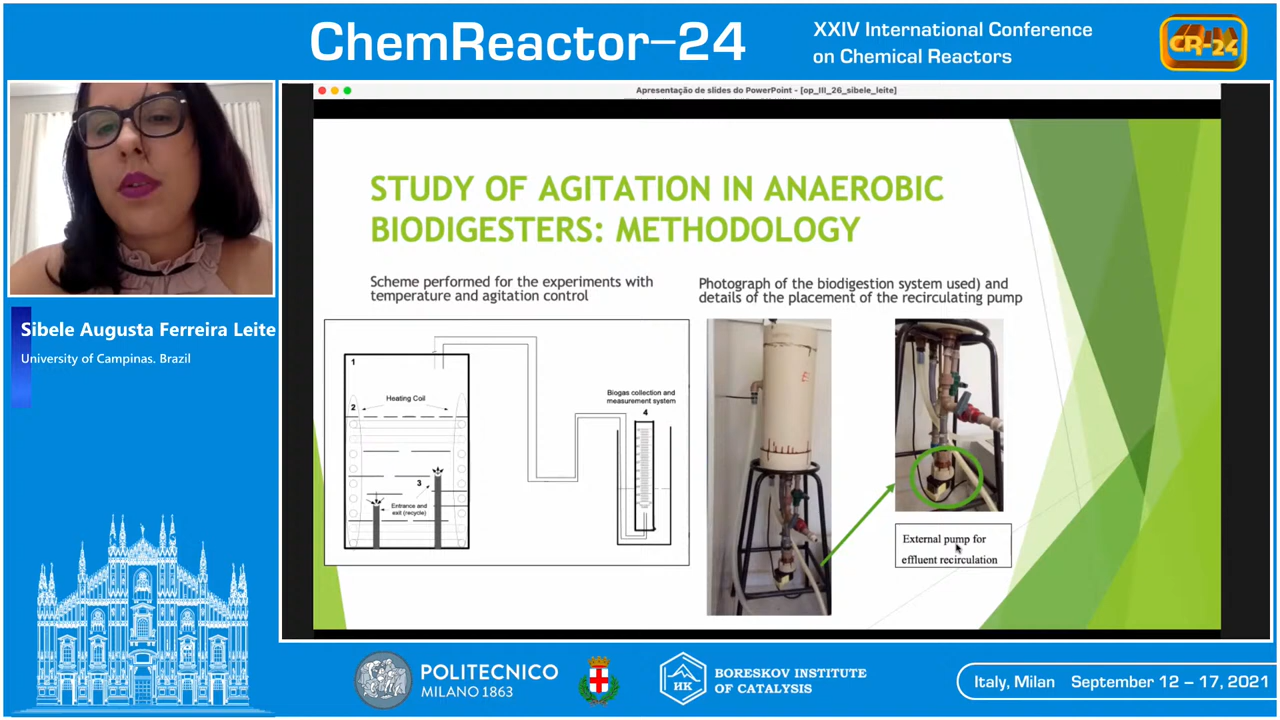 ChemReactor-24
XXIV International Conference
on Chemical Reactors
CR-24
Apresentação de slides do PowerPoint - [op_III_26_sibele_leite]
STUDY OF AGITATION IN ANAEROBIC
BIODIGESTERS: METHODOLOGY
Scheme performed for the experiments with
temperature and agitation control
Photograph of the biodigestion system used) and
details of the placement of the recirculating pump
1
2
Heating Coil
3
Entrance and
exit (recycle)
Biogas collection and
measurement system
4
External pump for
effluent recirculation
Sibele Augusta Ferreira Leite
University of Campinas. Brazil
POLITECNICO
MILANO 1863
HK
BORESKOV INSTITUTE
OF CATALYSIS
Italy, Milan September 12 – 17, 2021